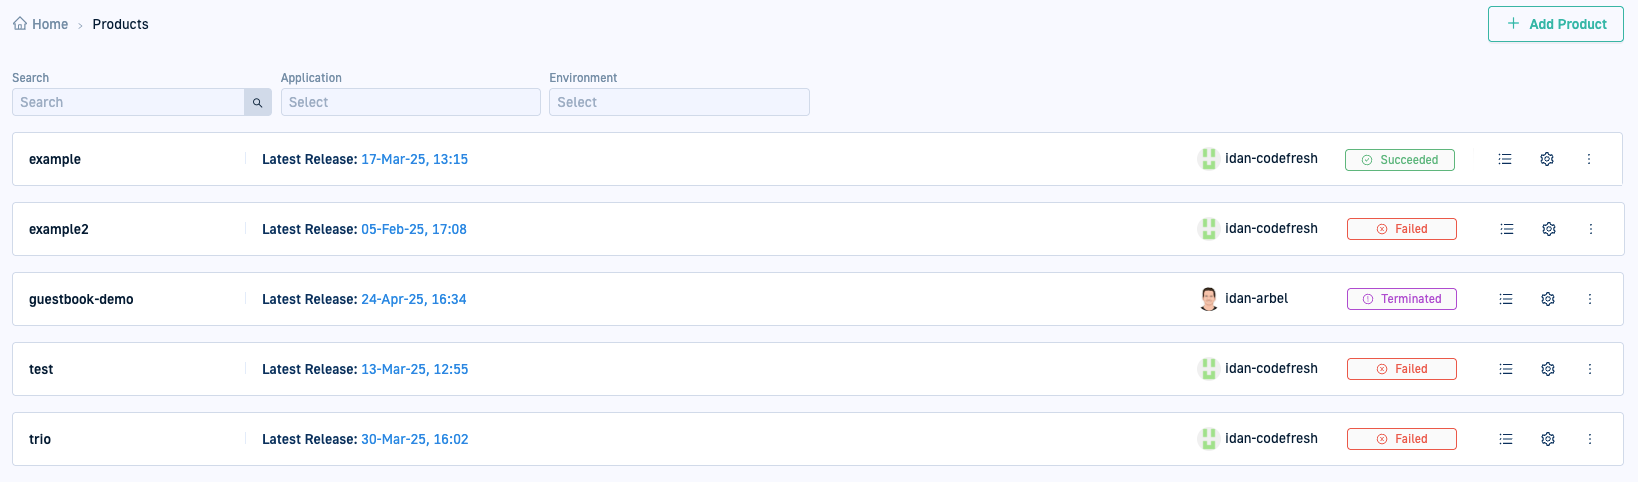 Home > Products
+ Add Product
Search Application Environment
Search Select Select
example Latest Release: 17-Mar-25, 13:15 idan-codefresh Succeeded
example2 Latest Release: 05-Feb-25, 17:08 idan-codefresh Failed
guestbook-demo Latest Release: 24-Apr-25, 16:34 idan-arbel Terminated
test Latest Release: 13-Mar-25, 12:55 idan-codefresh Failed
trio Latest Release: 30-Mar-25, 16:02 idan-codefresh Failed